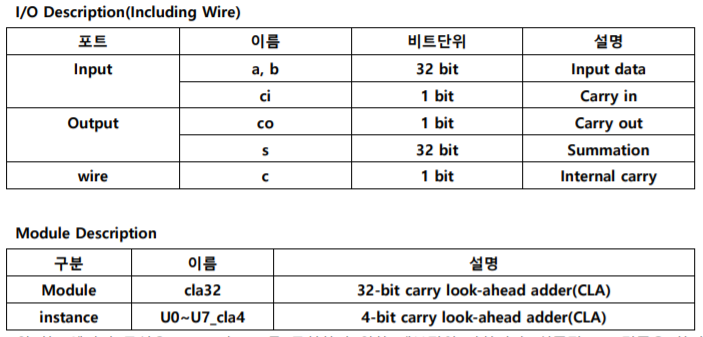 I/O Description(Including Wire)
포트 이름 비트단위 설명
Input a, b 32 bit Input data
ci 1 bit Carry in
Output co 1 bit Carry out
s 32 bit Summation
wire c 1 bit Internal carry
Module Description
구분 이름 설명
Module cla32 32-bit carry look-ahead adder(CLA)
instance U0~U7_cla4 4-bit carry look-ahead adder(CLA)